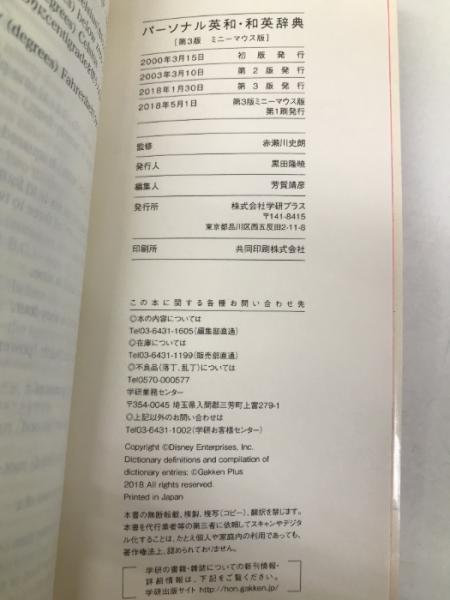 (degrees) Cels
centigrade
(degrees) Fahrenhei
パーソナル英和・和英辞典
[第3版 ミニーマウス版]
2000年3月15日 初版発行
2003年3月10日 第2版発行
2018年1月30日 第3版発行
2018年5月1日 第3版ミニーマウス版
第1刷発行
監修 赤瀬川史朗
発行人 黒田隆暁
編集人 芳賀靖彦
発行所 株式会社学研プラス
〒141-8415
東京都品川区西五反田2-11-8
印刷所 共同印刷株式会社
この本に関する各種お問い合わせ先
◎本の内容については
Tel03-6431-1605(編集部直通)
◎在庫については
Tel03-6431-1199(販売部直通)
◎不良品(落丁、乱丁)については
Tel0570-000577
学研業務センター
〒354-0045 埼玉県入間郡三芳町上富279-1
◎上記以外のお問い合わせは
Tel03-6431-1002(学研お客様センター)
Copyright ©Disney Enterprises, Inc.
Dictionary definitions and compilation of
dictionary entries: ©Gakken Plus
2018 All rights reserved.
Printed in Japan
本書の無断転載、複製、複写(コピー)、翻訳を禁じます。
本書を代行業者等の第三者に依頼してスキャンやデジタ
ル化することは、たとえ個人や家庭内の利用であっても、
著作権法上、認められておりません。
学研の書籍・雑誌についての新刊情報・
詳細情報は、下記をご覧ください。
学研出版サイト http://hon.gakken.jp/